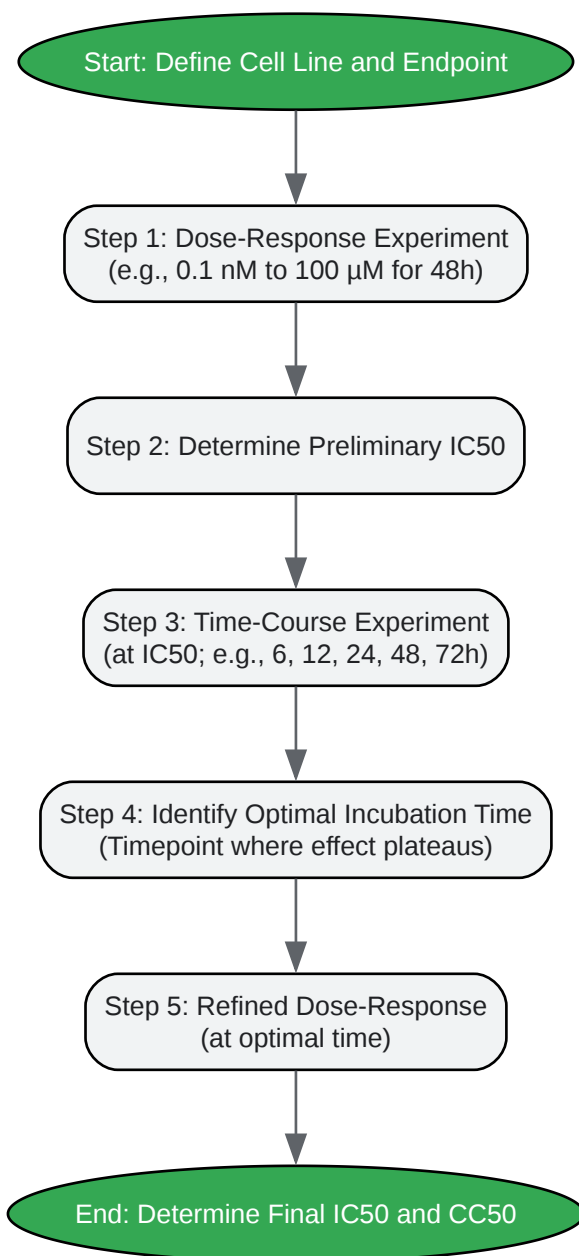 Start: Define Cell Line and Endpoint
Step 1: Dose-Response Experiment
(e.g., 0.1 nM to 100 µM for 48h)
Step 2: Determine Preliminary IC50
Step 3: Time-Course Experiment
(at IC50; e.g., 6, 12, 24, 48, 72h)
Step 4: Identify Optimal Incubation Time
(Timepoint where effect plateaus)
Step 5: Refined Dose-Response
(at optimal time)
End: Determine Final IC50 and CC50